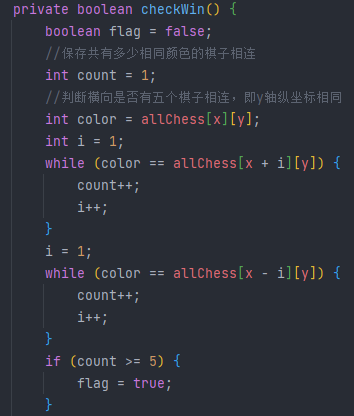 private boolean checkWin() {
    boolean flag = false;
    //保存共有多少相同颜色的棋子相连
    int count = 1;
    //判断横向是否有五个棋子相连，即y轴纵坐标相同
    int color = allChess[x][y];
    int i = 1;
    while (color == allChess[x + i][y]) {
        count++;
        i++;
    }
    i = 1;
    while (color == allChess[x - i][y]) {
        count++;
        i++;
    }
    if (count >= 5) {
        flag = true;
    }